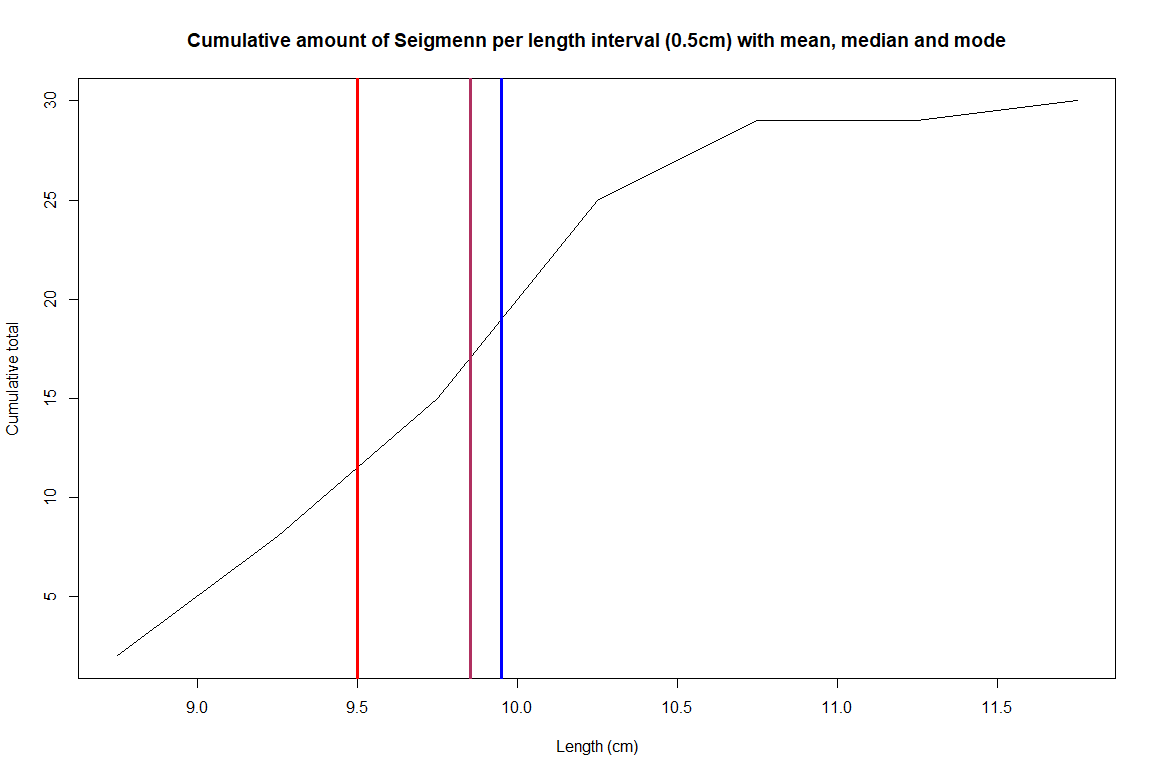 Cumulative amount of Seigmenn per length interval (0.5cm) with mean, median and mode
Cumulative total
30
25
20
15
10
5
9.0 9.5 10.0 10.5 11.0 11.5
Length (cm)